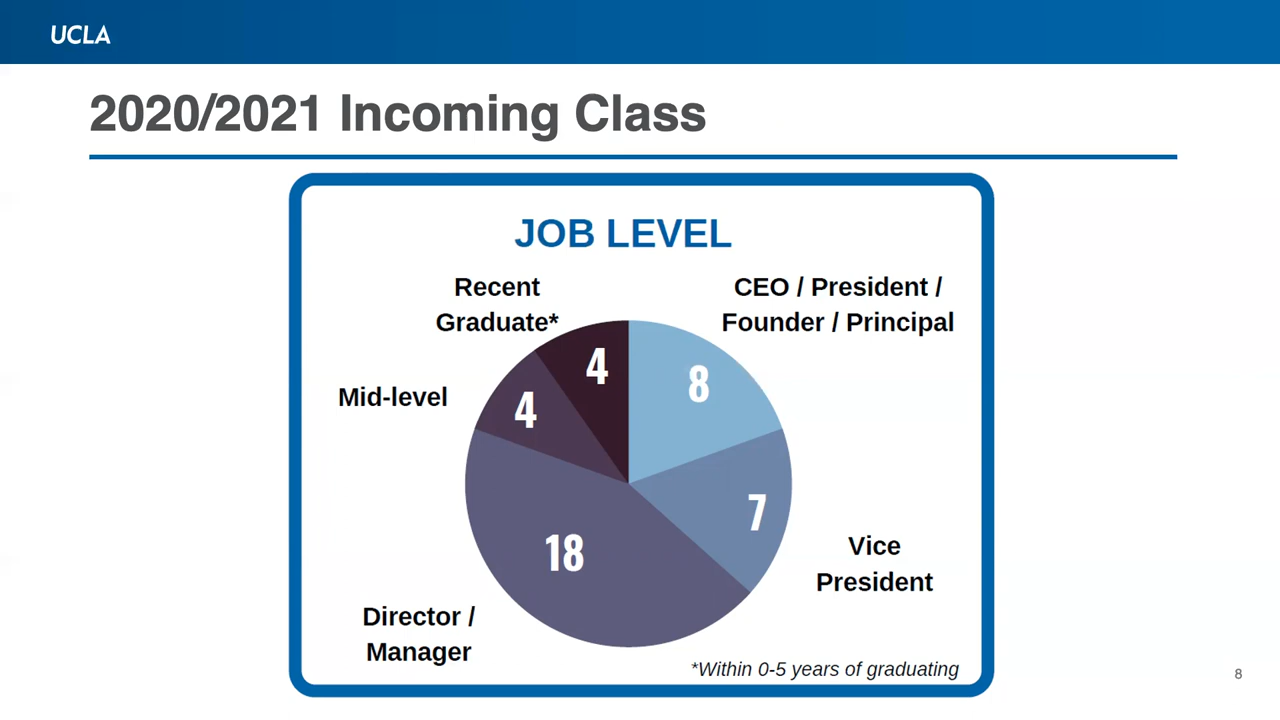 UCLA
2020/2021 Incoming Class
JOB LEVEL
Recent
Graduate*
CEO / President /
Founder / Principal
4
8
Mid-level
4
7
18
Vice
President
Director /
Manager
*Within 0-5 years of graduating
8